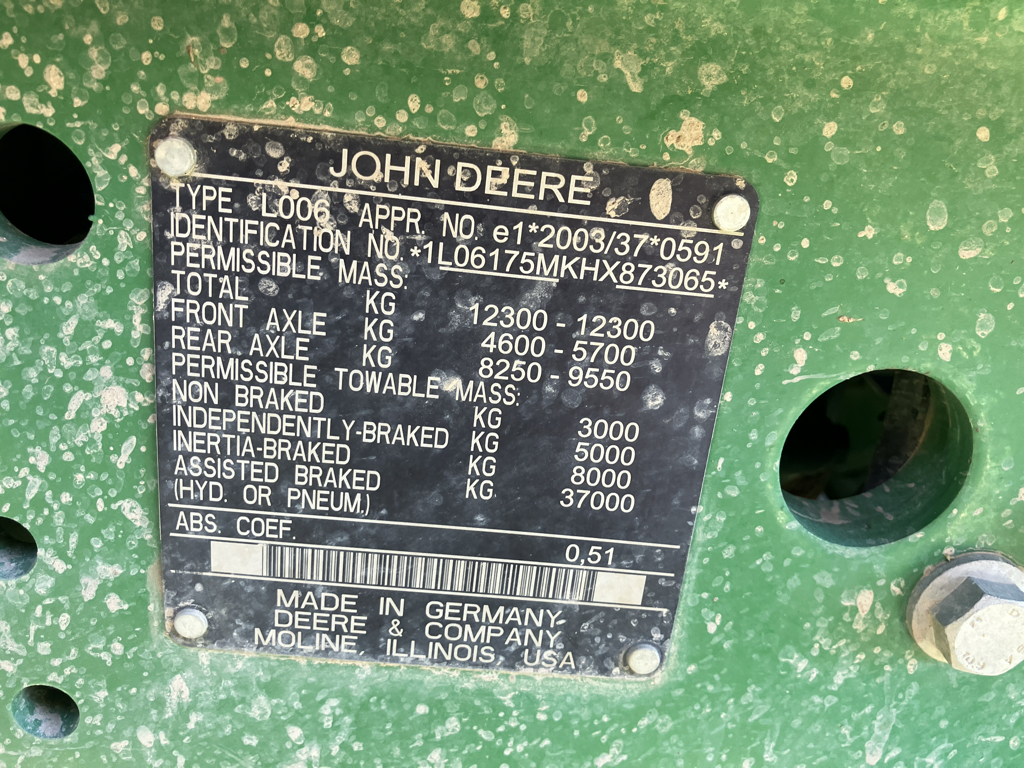 JOHN DEERE
TYPE L006 APPR. NO. e1*2003/37*0591
IDENTIFICATION NO. *1L06175MKHX873065*
PERMISSIBLE MASS:
TOTAL KG 12300 - 12300
FRONT AXLE KG 4600 - 5700
REAR AXLE KG 8250 - 9550
PERMISSIBLE TOWABLE MASS:
NON BRAKED KG 3000
INDEPENDENTLY-BRAKED KG 5000
INERTIA-BRAKED KG 8000
ASSISTED BRAKED KG 37000
(HYD. OR PNEUM.)
ABS. COEF. 0,51
MADE IN GERMANY
DEERE & COMPANY
MOLINE, ILLINOIS, USA